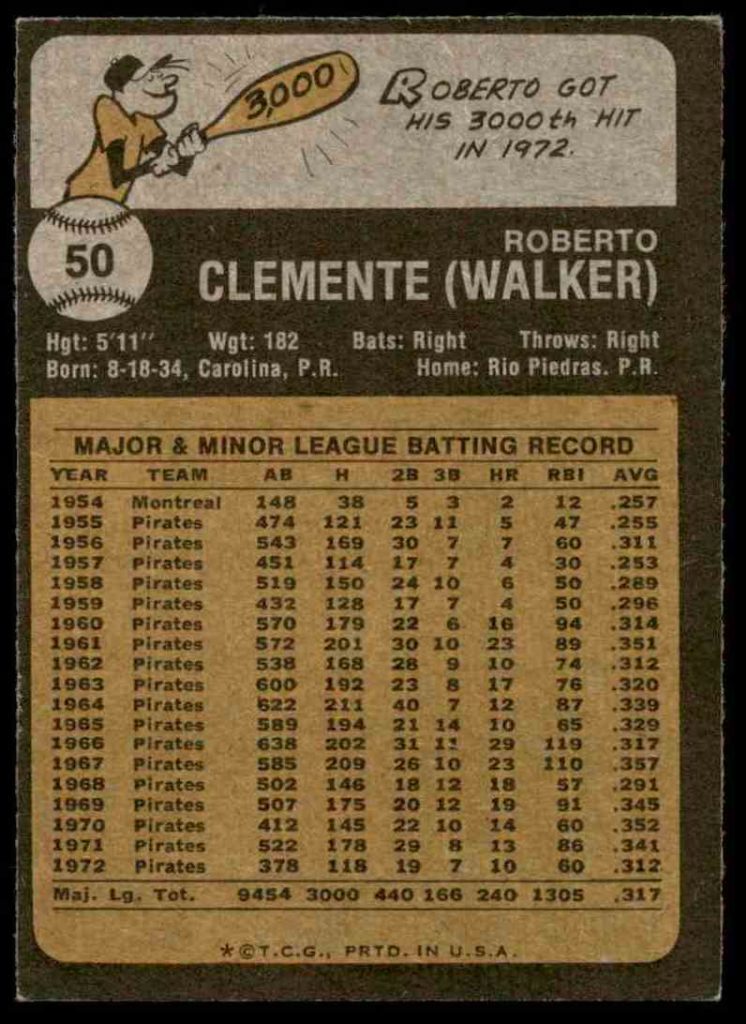 3,000
ROBERTO GOT
HIS 3000th HIT
IN 1972.
50
ROBERTO
CLEMENTE (WALKER)
Hgt: 5'11" Wgt: 182 Bats: Right Throws: Right
Born: 8-18-34, Carolina, P.R. Home: Rio Piedras. P.R.
MAJOR & MINOR LEAGUE BATTING RECORD
YEAR TEAM AB H 2B 3B HR RBI AVG
1954 Montreal 148 38 5 3 2 12 .257
1955 Pirates 474 121 23 11 5 47 .255
1956 Pirates 543 169 30 7 7 60 .311
1957 Pirates 451 114 17 7 4 30 .253
1958 Pirates 519 150 24 10 6 50 .289
1959 Pirates 432 128 17 7 4 50 .296
1960 Pirates 570 179 22 6 16 94 .314
1961 Pirates 572 201 30 10 23 89 .351
1962 Pirates 538 168 28 9 10 74 .312
1963 Pirates 600 192 23 8 17 76 .320
1964 Pirates 622 211 40 7 12 87 .339
1965 Pirates 589 194 21 14 10 65 .329
1966 Pirates 638 202 31 11 29 119 .317
1967 Pirates 585 209 26 10 23 110 .357
1968 Pirates 502 146 18 12 18 57 .291
1969 Pirates 507 175 20 12 19 91 .345
1970 Pirates 412 145 22 10 14 60 .352
1971 Pirates 522 178 29 8 13 86 .341
1972 Pirates 378 118 19 7 10 60 .312
Maj. Lg. Tot. 9454 3000 440 166 240 1305 .317
*©T.C.G., PRTD. IN U.S.A.